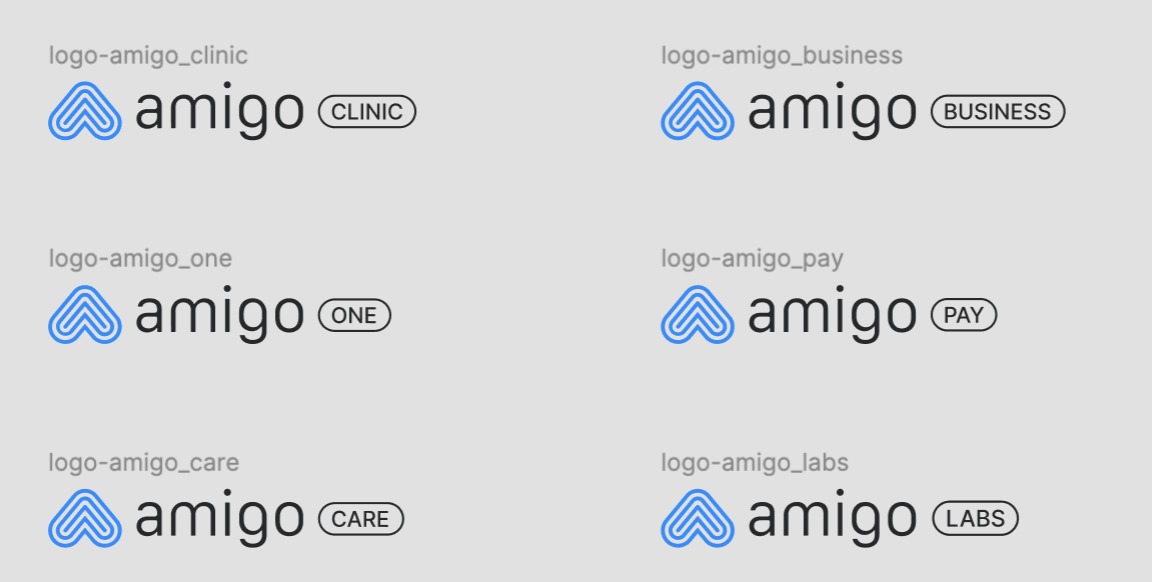 logo-amigo_clinic
amigo CLINIC
logo-amigo_business
amigo BUSINESS
logo-amigo_one
amigo ONE
logo-amigo_pay
amigo PAY
logo-amigo_care
amigo CARE
logo-amigo_labs
amigo LABS